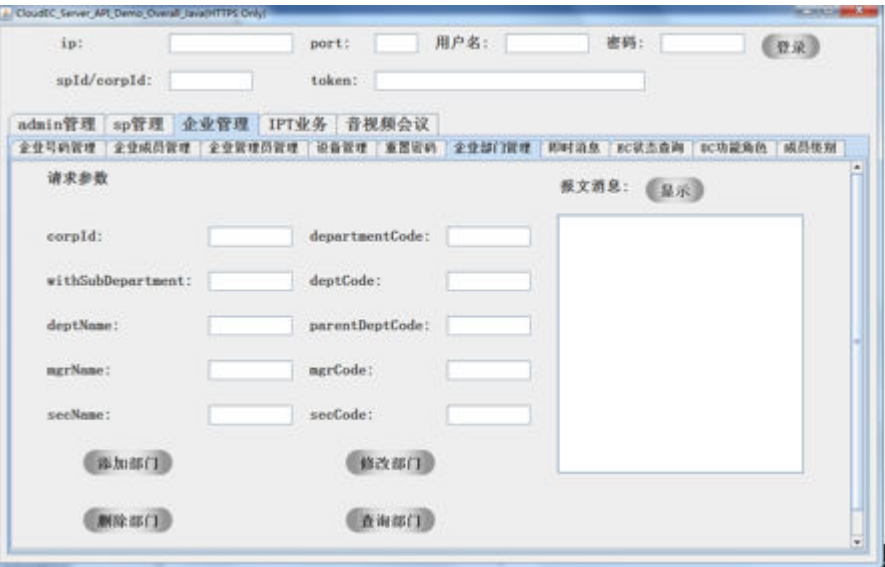 CloudEC_Server_API_Demo_Overall_Java(HTTPS Only)
ip: port: 用户名: 密码: 登录
spId/corpId: token:
admin管理 sp管理 企业管理 IPT业务 音视频会议
企业号码管理 企业成员管理 企业管理员管理 设备管理 重置密码 企业部门管理 即时消息 EC状态查询 EC功能角色 成员级别
请求参数 报文消息: 显示
corpId: departmentCode:
withSubDepartment: deptCode:
deptName: parentDeptCode:
mgrName: mgrCode:
secName: secCode:
添加部门 修改部门
删除部门 查询部门